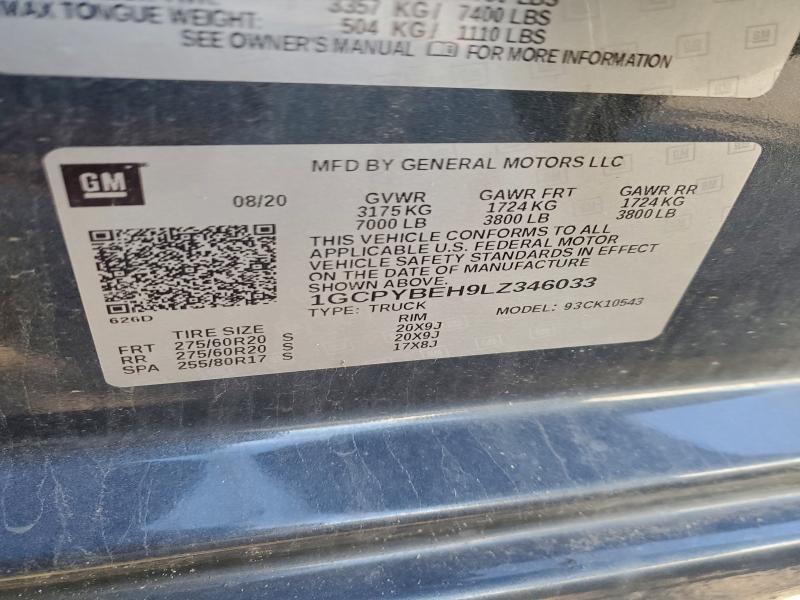 MAX TONGUE WEIGHT: 3357 KG / 7400 LBS
504 KG / 1110 LBS
SEE OWNER'S MANUAL FOR MORE INFORMATION
GM
MFD BY GENERAL MOTORS LLC
08/20
GVWR GAWR FRT GAWR RR
3175 KG 1724 KG 1724 KG
7000 LB 3800 LB 3800 LB
THIS VEHICLE CONFORMS TO ALL
APPLICABLE U.S. FEDERAL MOTOR
VEHICLE SAFETY STANDARDS IN EFFECT
ON THE DATE OF MANUFACTURE
SHOWN ABOVE.
1GCPYBEH9LZ346033
TYPE: TRUCK MODEL: 93CK10543
626D
TIRE SIZE RIM
FRT 275/60R20 S 20X9J
RR 275/60R20 S 20X9J
SPA 255/80R17 S 17X8J